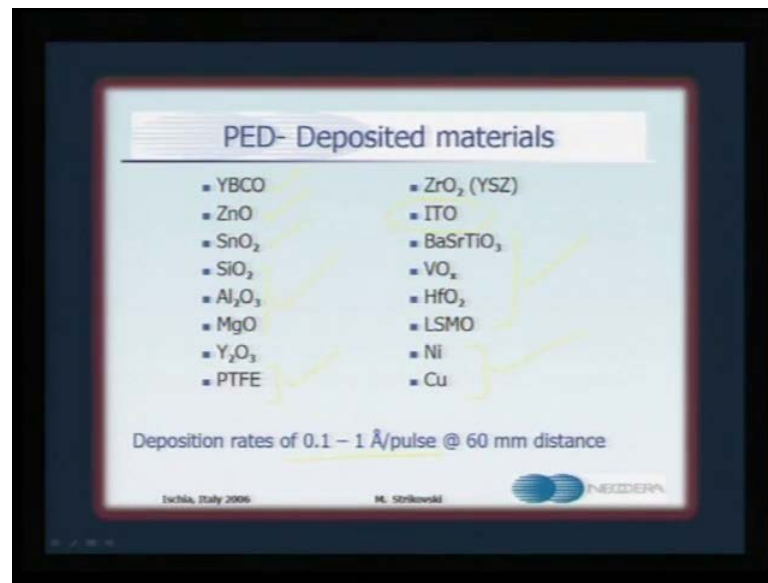 PED- Deposited materials
▪ YBCO
▪ ZnO
▪ SnO₂
▪ SiO₂
▪ Al₂O₃
▪ MgO
▪ Y₂O₃
▪ PTFE
▪ ZrO₂ (YSZ)
▪ ITO
▪ BaSrTiO₃
▪ VOₓ
▪ HfO₂
▪ LSMO
▪ Ni
▪ Cu
Deposition rates of 0.1 – 1 Å/pulse @ 60 mm distance
Ischia, Italy 2006
M. Strikovski